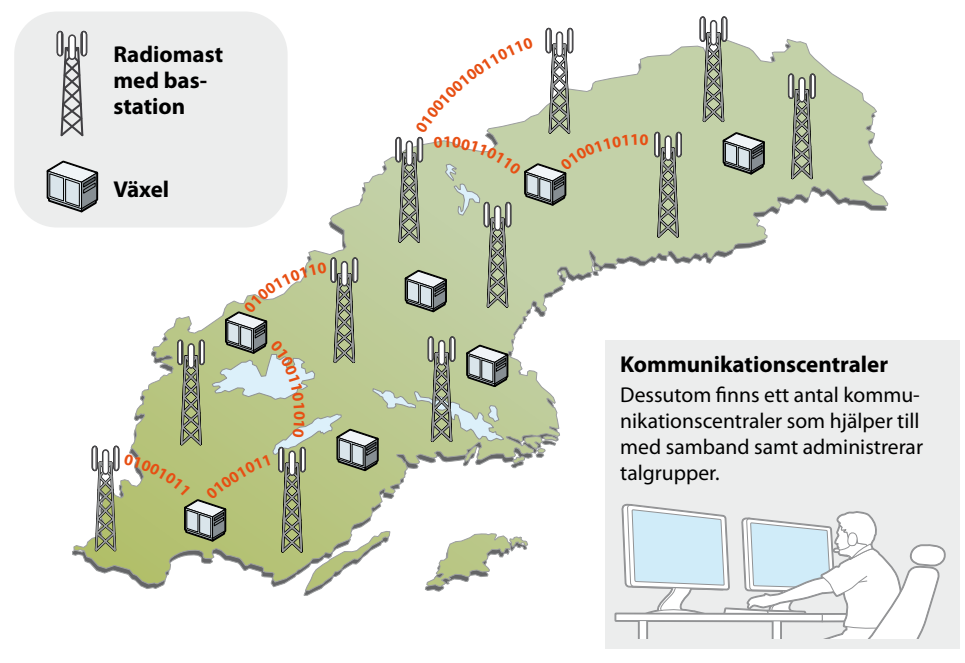 Radiomast
med bas-
station
Växel
0100100100110110
0100110110
0100110110
0100110110
01001101010
01001011
01001011
Kommunikationscentraler
Dessutom finns ett antal kommu-
nikationscentraler som hjälper till
med samband samt administrerar
talgrupper.